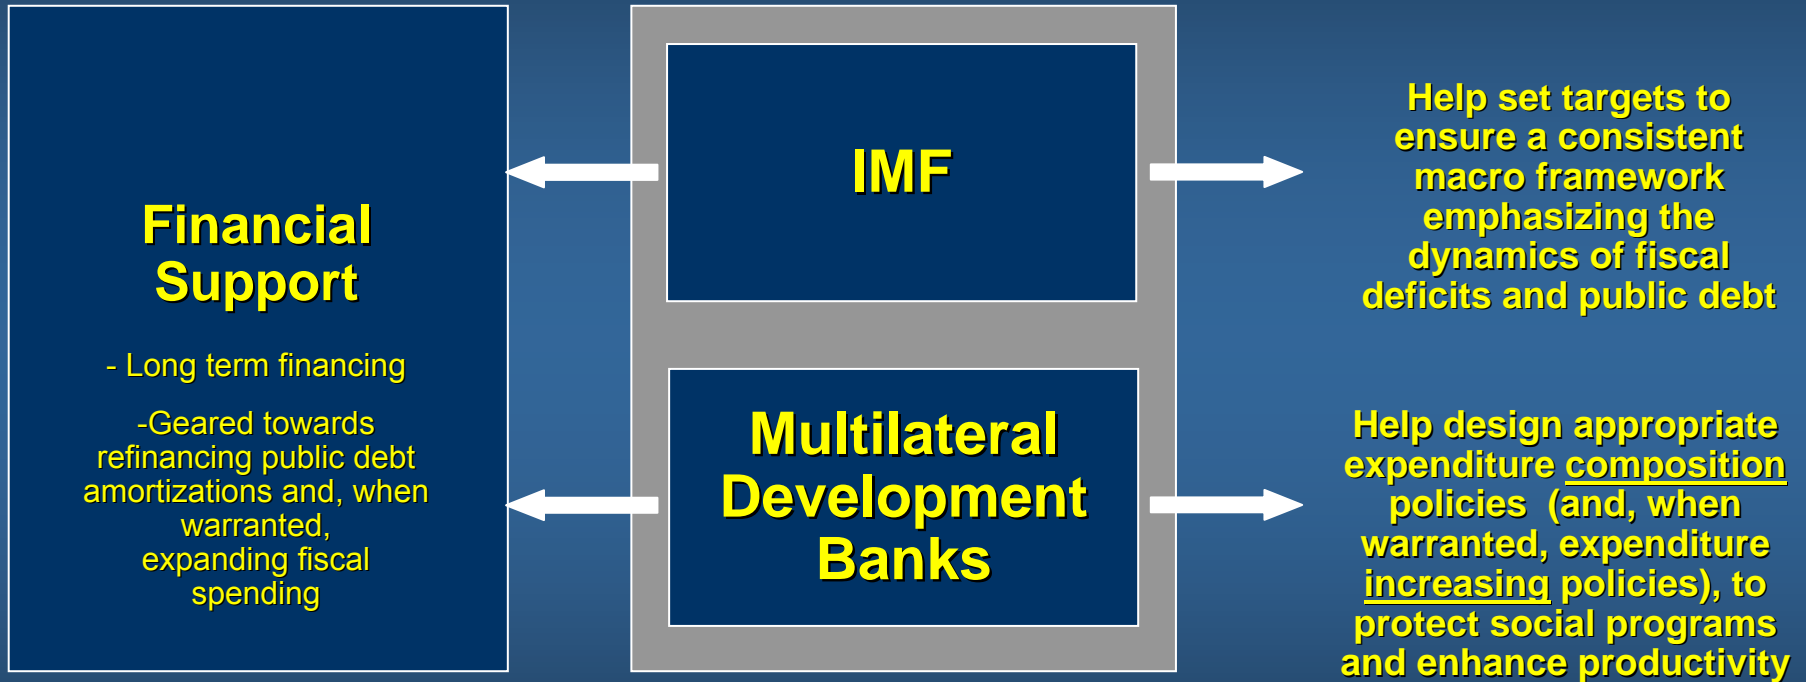 Financial
Support
- Long term financing
-Geared towards
refinancing public debt
amortizations and, when
warranted,
expanding fiscal
spending
IMF
Multilateral
Development
Banks
Help set targets to
ensure a consistent
macro framework
emphasizing the
dynamics of fiscal
deficits and public debt
Help design appropriate
expenditure composition
policies (and, when
warranted, expenditure
increasing policies), to
protect social programs
and enhance productivity